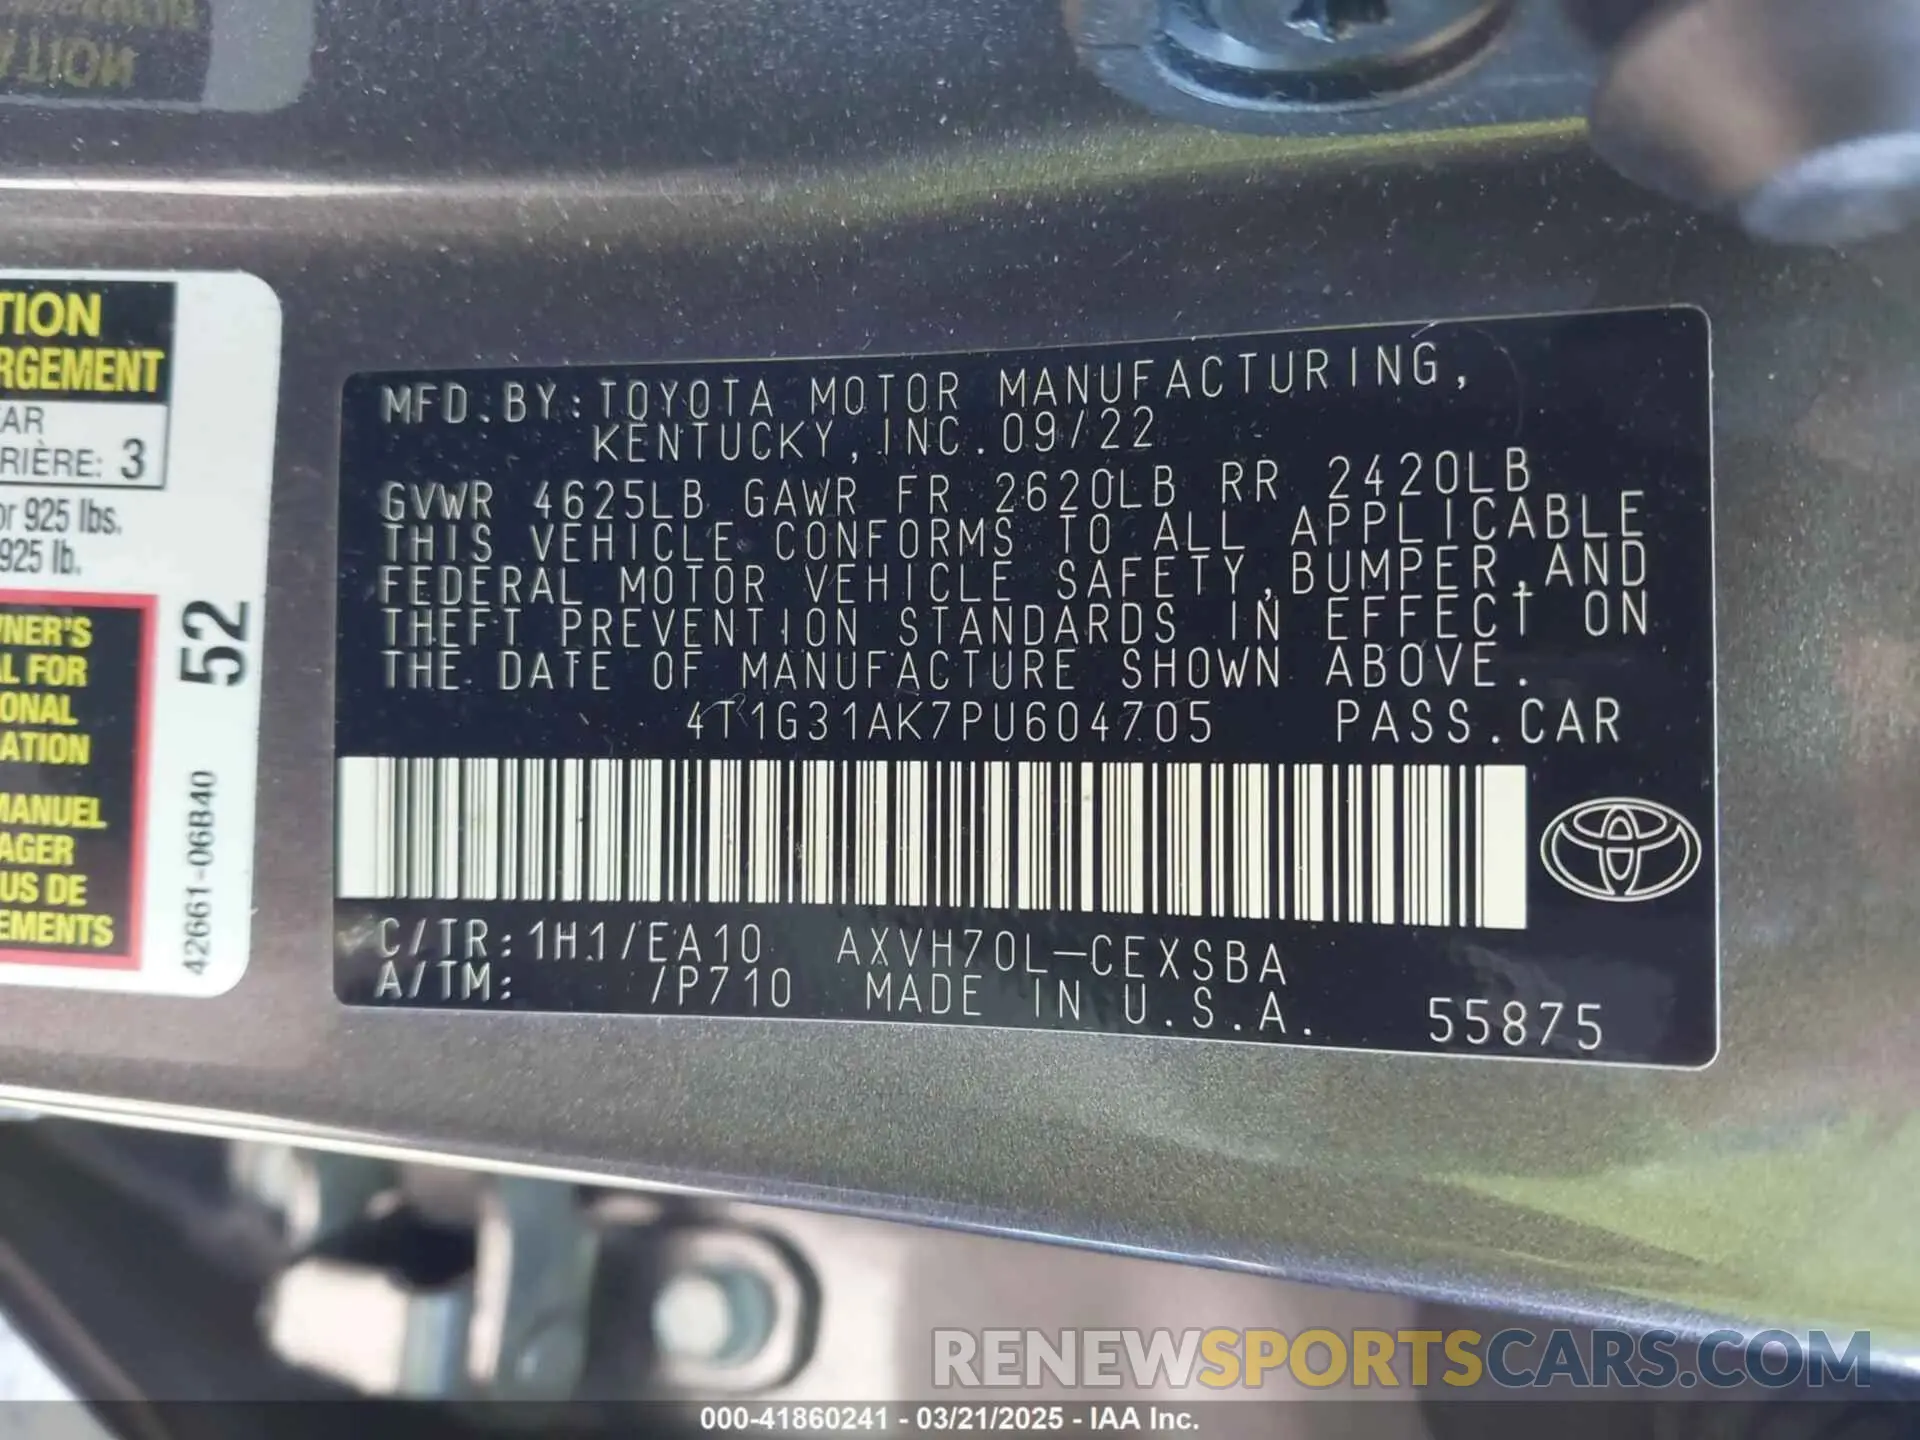 TION
RGEMENT
AR
RIÈRE: 3
or 925 lbs.
925 lb.
NER'S
L FOR
ONAL
ATION
MANUEL
AGER
US DE
EMENTS
52
42661-06B40
MFD.BY:TOYOTA MOTOR MANUFACTURING,
KENTUCKY,INC.09/22
GVWR 4625LB GAWR FR 2620LB RR 2420LB
THIS VEHICLE CONFORMS TO ALL APPLICABLE
FEDERAL MOTOR VEHICLE SAFETY,BUMPER,AND
THEFT PREVENTION STANDARDS IN EFFECT ON
THE DATE OF MANUFACTURE SHOWN ABOVE.
4T1G31AK7PU604705 PASS.CAR
C/TR:1H1/EA10 AXVH70L-CEXSBA
A/TM: /P710 MADE IN U.S.A. 55875
RENEWSPORTSCARS.COM
000-41860241 - 03/21/2025 - IAA Inc.